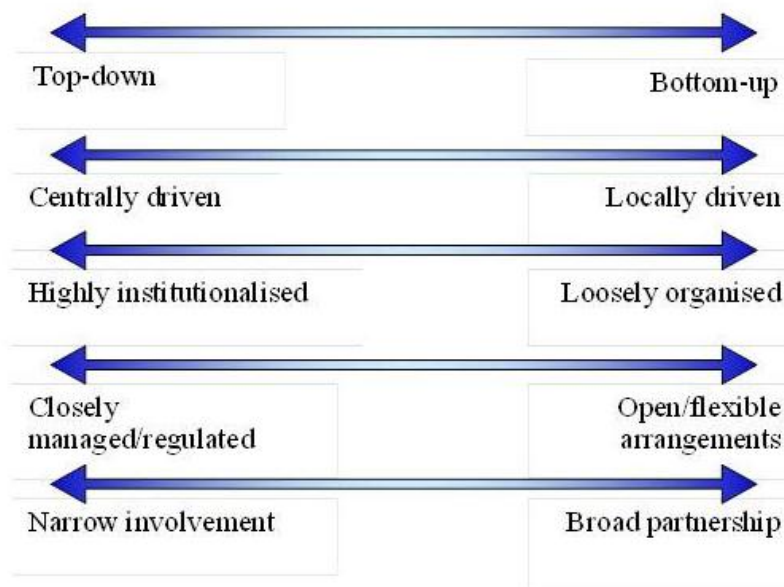 Top-down
Bottom-up
Centrally driven
Locally driven
Highly institutionalised
Loosely organised
Closely
managed/regulated
Open/flexible
arrangements
Narrow involvement
Broad partnership